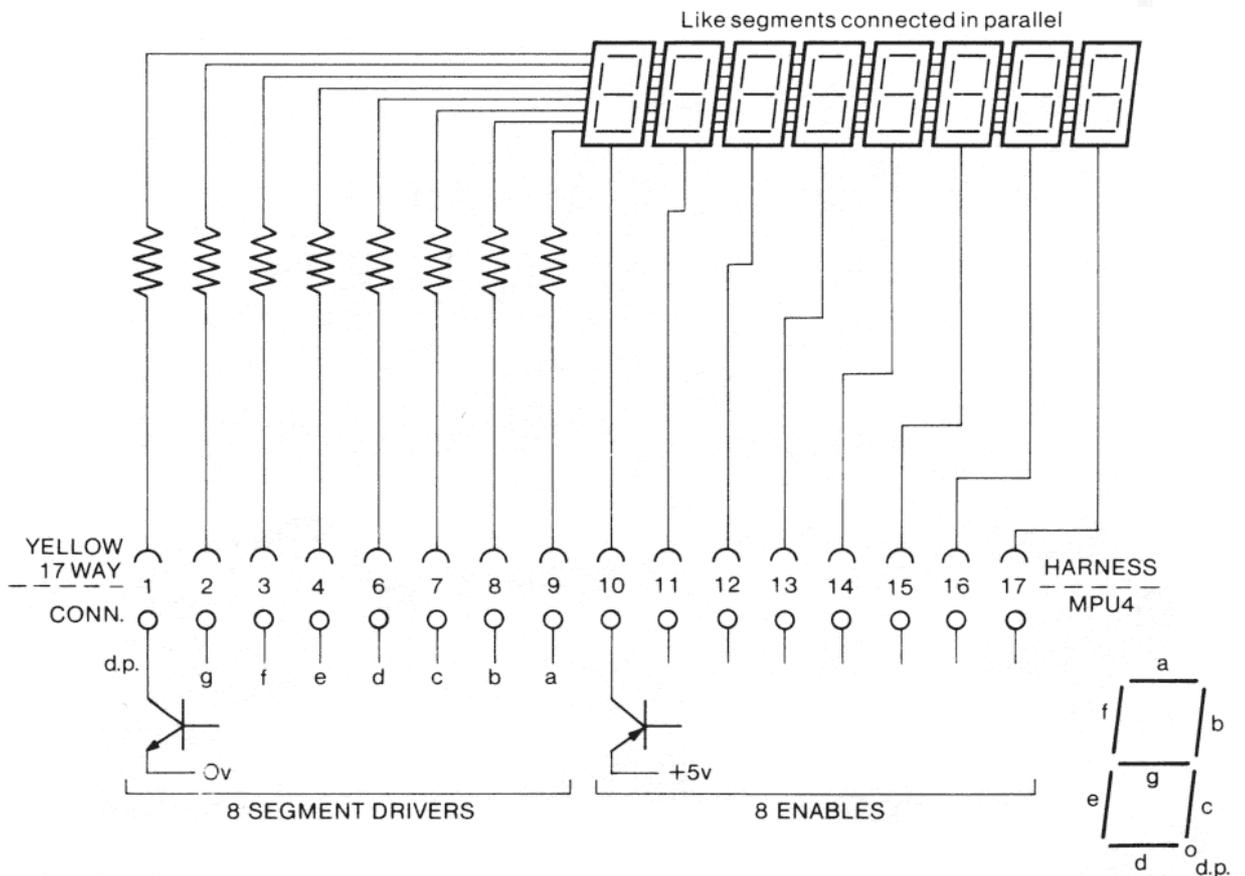 Like segments connected in parallel
YELLOW
17 WAY
CONN.
1 2 3 4 6 7 8 9 10 11 12 13 14 15 16 17
HARNESS
MPU4
d.p. g f e d c b a
0v
+5v
8 SEGMENT DRIVERS
8 ENABLES
a
f
b
g
e
c
d
d.p.